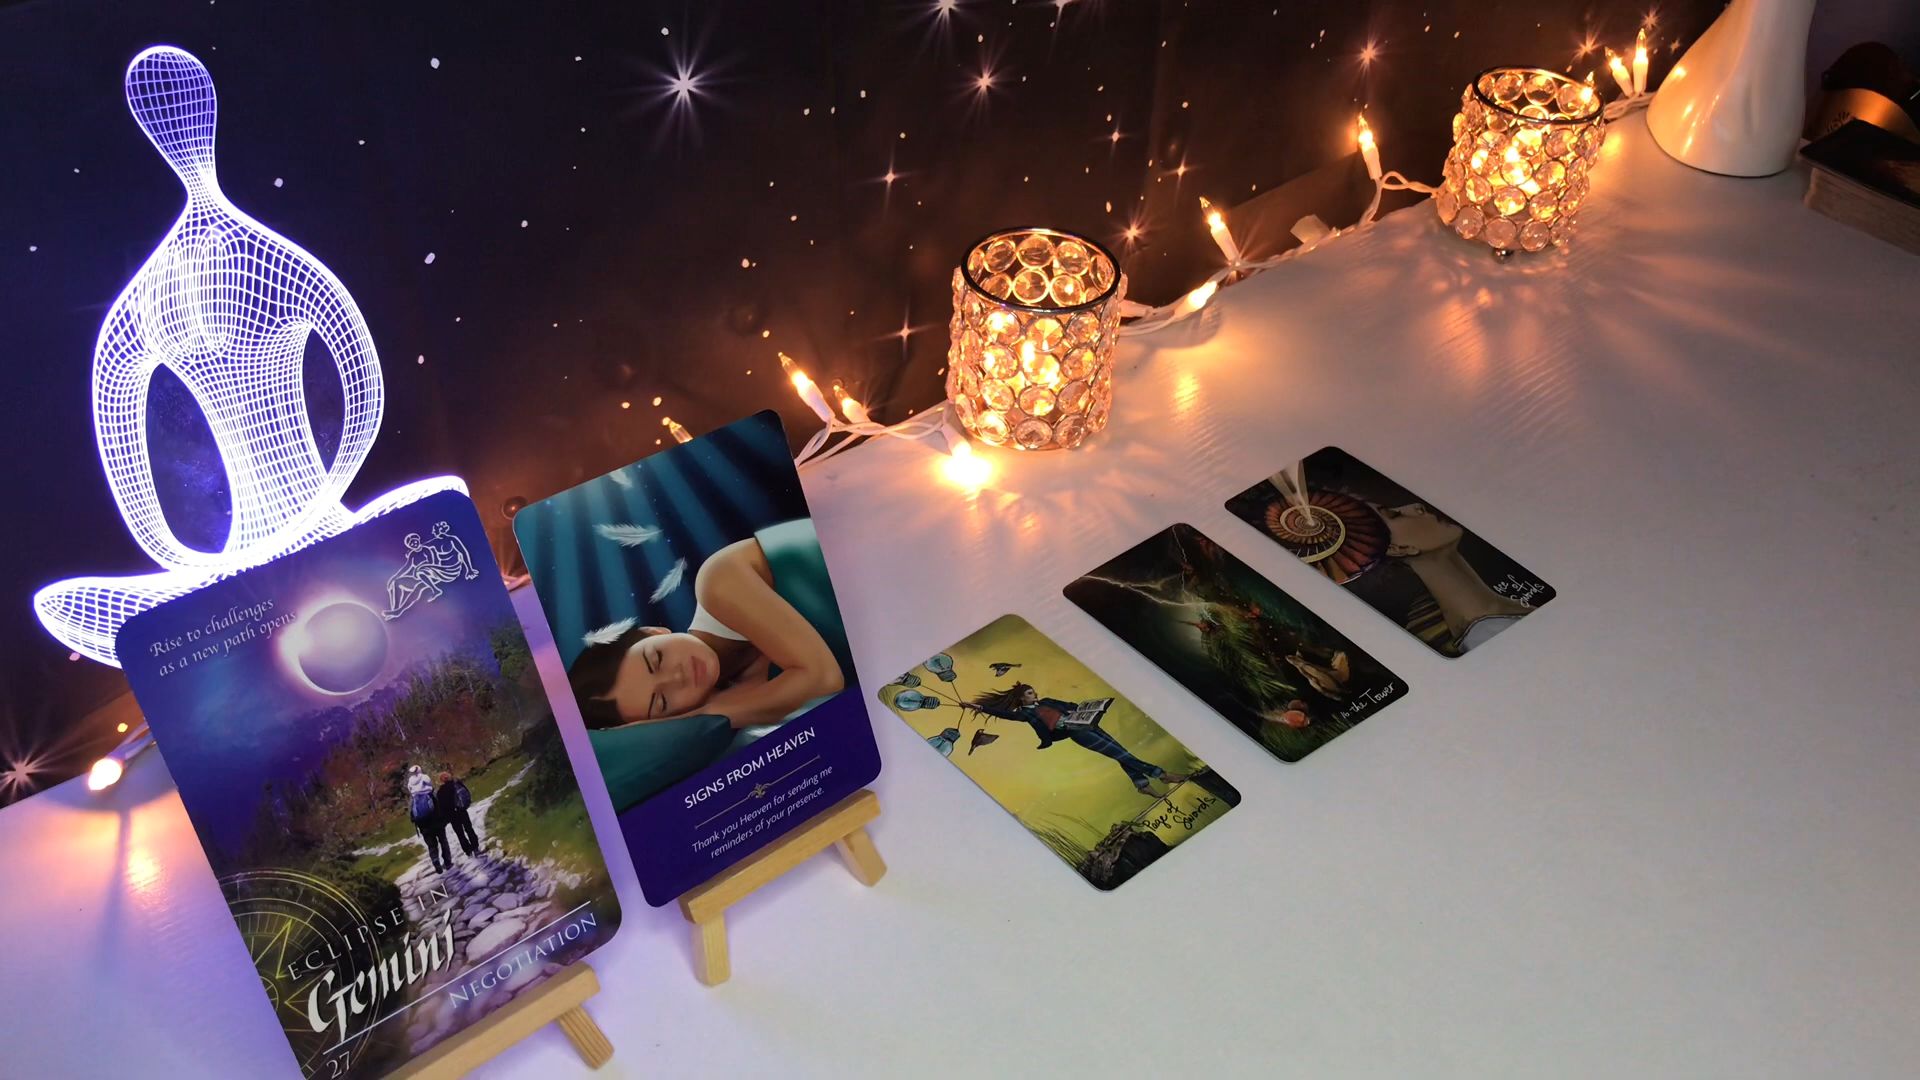 Rise to challenges
as a new path opens
ECLIPSE IN
Gemini
NEGOTIATION
27
SIGNS FROM HEAVEN
Thank you Heaven for sending me
reminders of your presence.
Page of
Swords
16 the Tower
Ace of
Swords